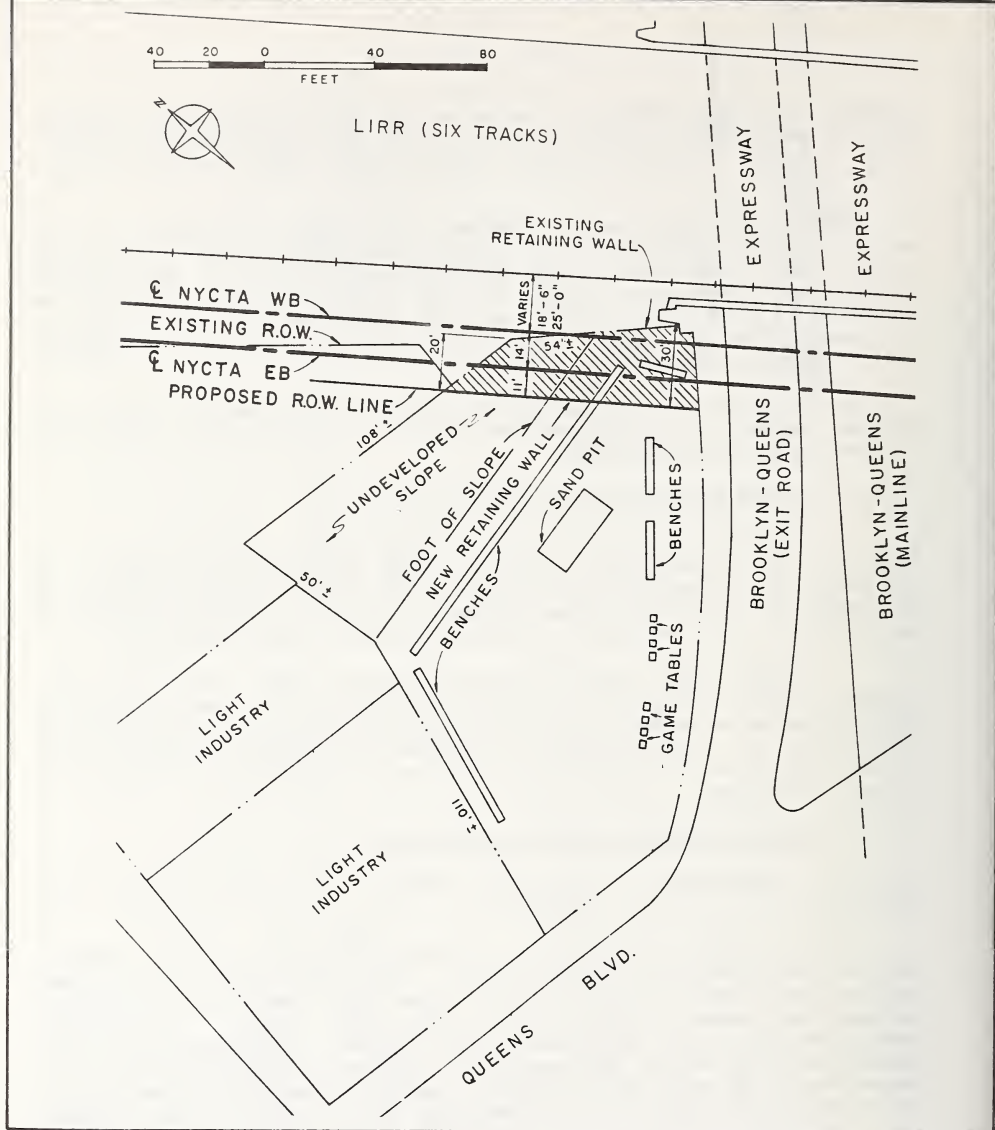 40 20 0 40 80
FEET
N
LIRR (SIX TRACKS)
EXPRESSWAY
EXPRESSWAY
EXISTING
RETAINING WALL
℄ NYCTA WB
EXISTING R.O.W.
℄ NYCTA EB
PROPOSED R.O.W. LINE
VARIES
18'-6"
25'-0"
20'
14'
11'
54'±
30'
108'±
UNDEVELOPED
SLOPE
FOOT OF SLOPE
NEW RETAINING WALL
SAND PIT
BENCHES
BENCHES
50'±
GAME TABLES
BROOKLYN-QUEENS
(EXIT ROAD)
BROOKLYN-QUEENS
(MAINLINE)
LIGHT
INDUSTRY
110'±
LIGHT
INDUSTRY
QUEENS BLVD.